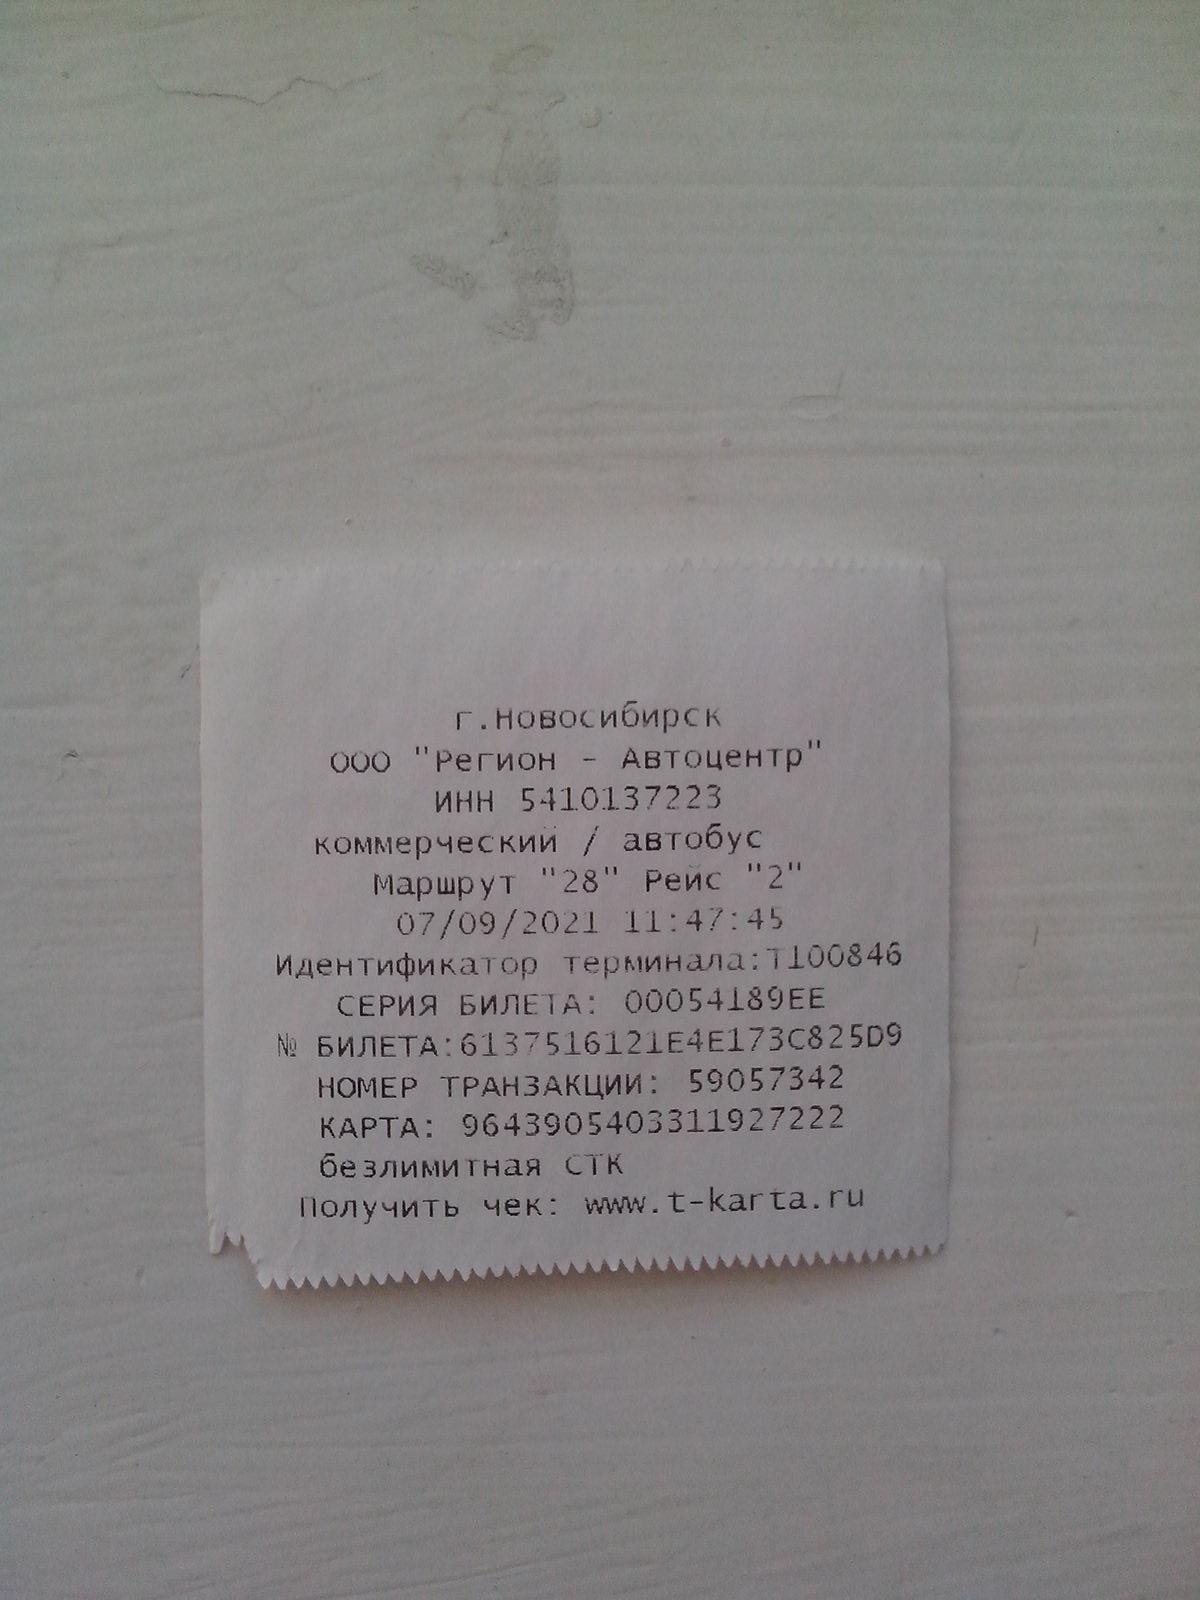 г.Новосибирск
ООО "Регион - Автоцентр"
ИНН 5410137223
коммерческий / автобус
Маршрут "28" Рейс "2"
07/09/2021 11:47:45
Идентификатор терминала:T100846
СЕРИЯ БИЛЕТА: 00054189EE
№ БИЛЕТА:6137516121E4E173C825D9
НОМЕР ТРАНЗАКЦИИ: 59057342
КАРТА: 9643905403311927222
безлимитная СТК
Получить чек: www.t-karta.ru